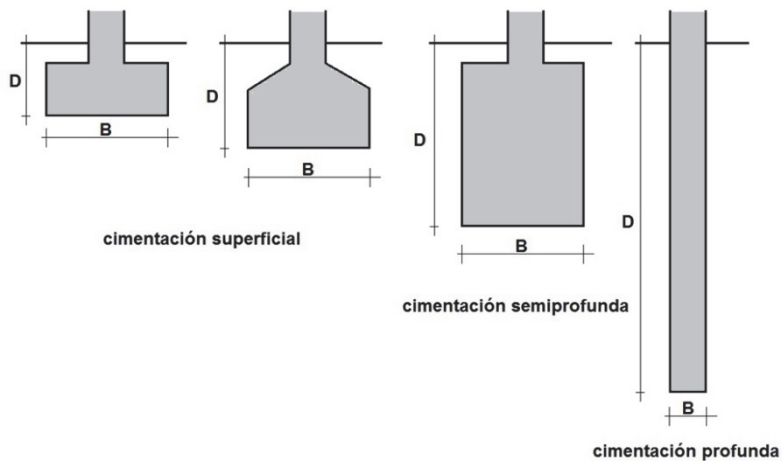 D
B
D
B
cimentación superficial
D
B
cimentación semiprofunda
D
B
cimentación profunda